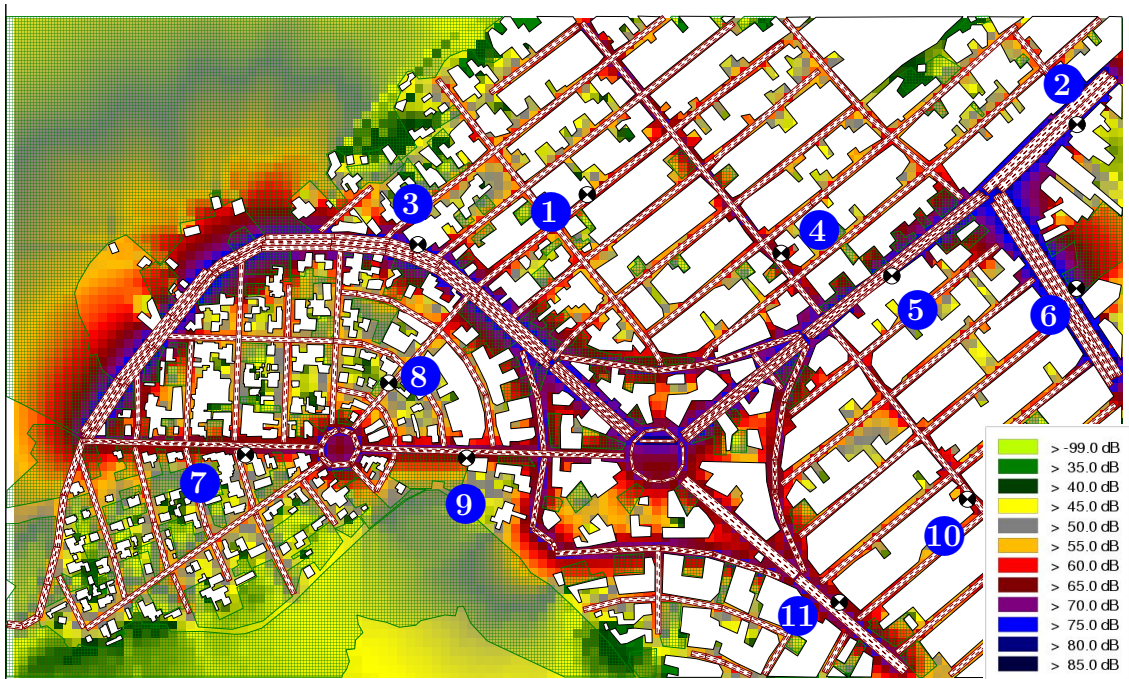 2
3
1
4
5
6
8
7
9
10
11
> -99.0 dB
> 35.0 dB
> 40.0 dB
> 45.0 dB
> 50.0 dB
> 55.0 dB
> 60.0 dB
> 65.0 dB
> 70.0 dB
> 75.0 dB
> 80.0 dB
> 85.0 dB